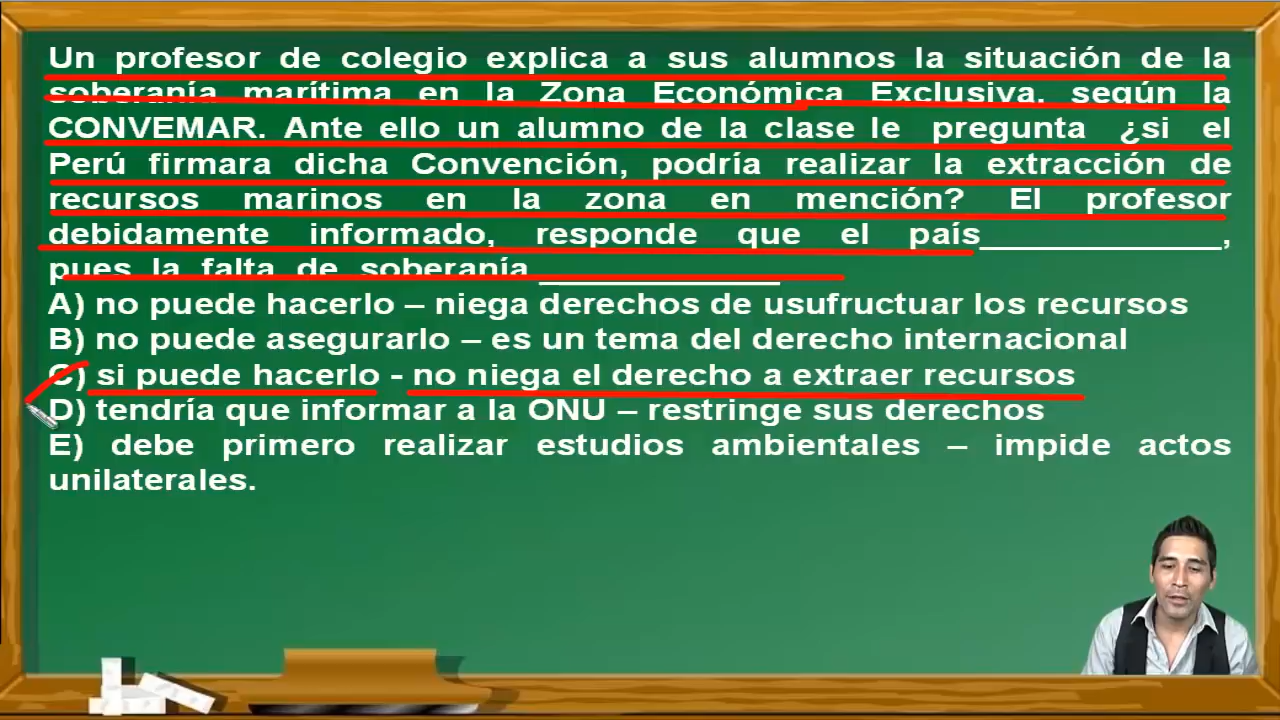 Un profesor de colegio explica a sus alumnos la situación de la
soberanía marítima en la Zona Económica Exclusiva, según la
CONVEMAR. Ante ello un alumno de la clase le pregunta ¿si el
Perú firmara dicha Convención, podría realizar la extracción de
recursos marinos en la zona en mención? El profesor
debidamente informado, responde que el país_____________,
pues la falta de soberanía_____________
A) no puede hacerlo – niega derechos de usufructuar los recursos
B) no puede asegurarlo – es un tema del derecho internacional
C) si puede hacerlo - no niega el derecho a extraer recursos
D) tendría que informar a la ONU – restringe sus derechos
E) debe primero realizar estudios ambientales – impide actos
unilaterales.